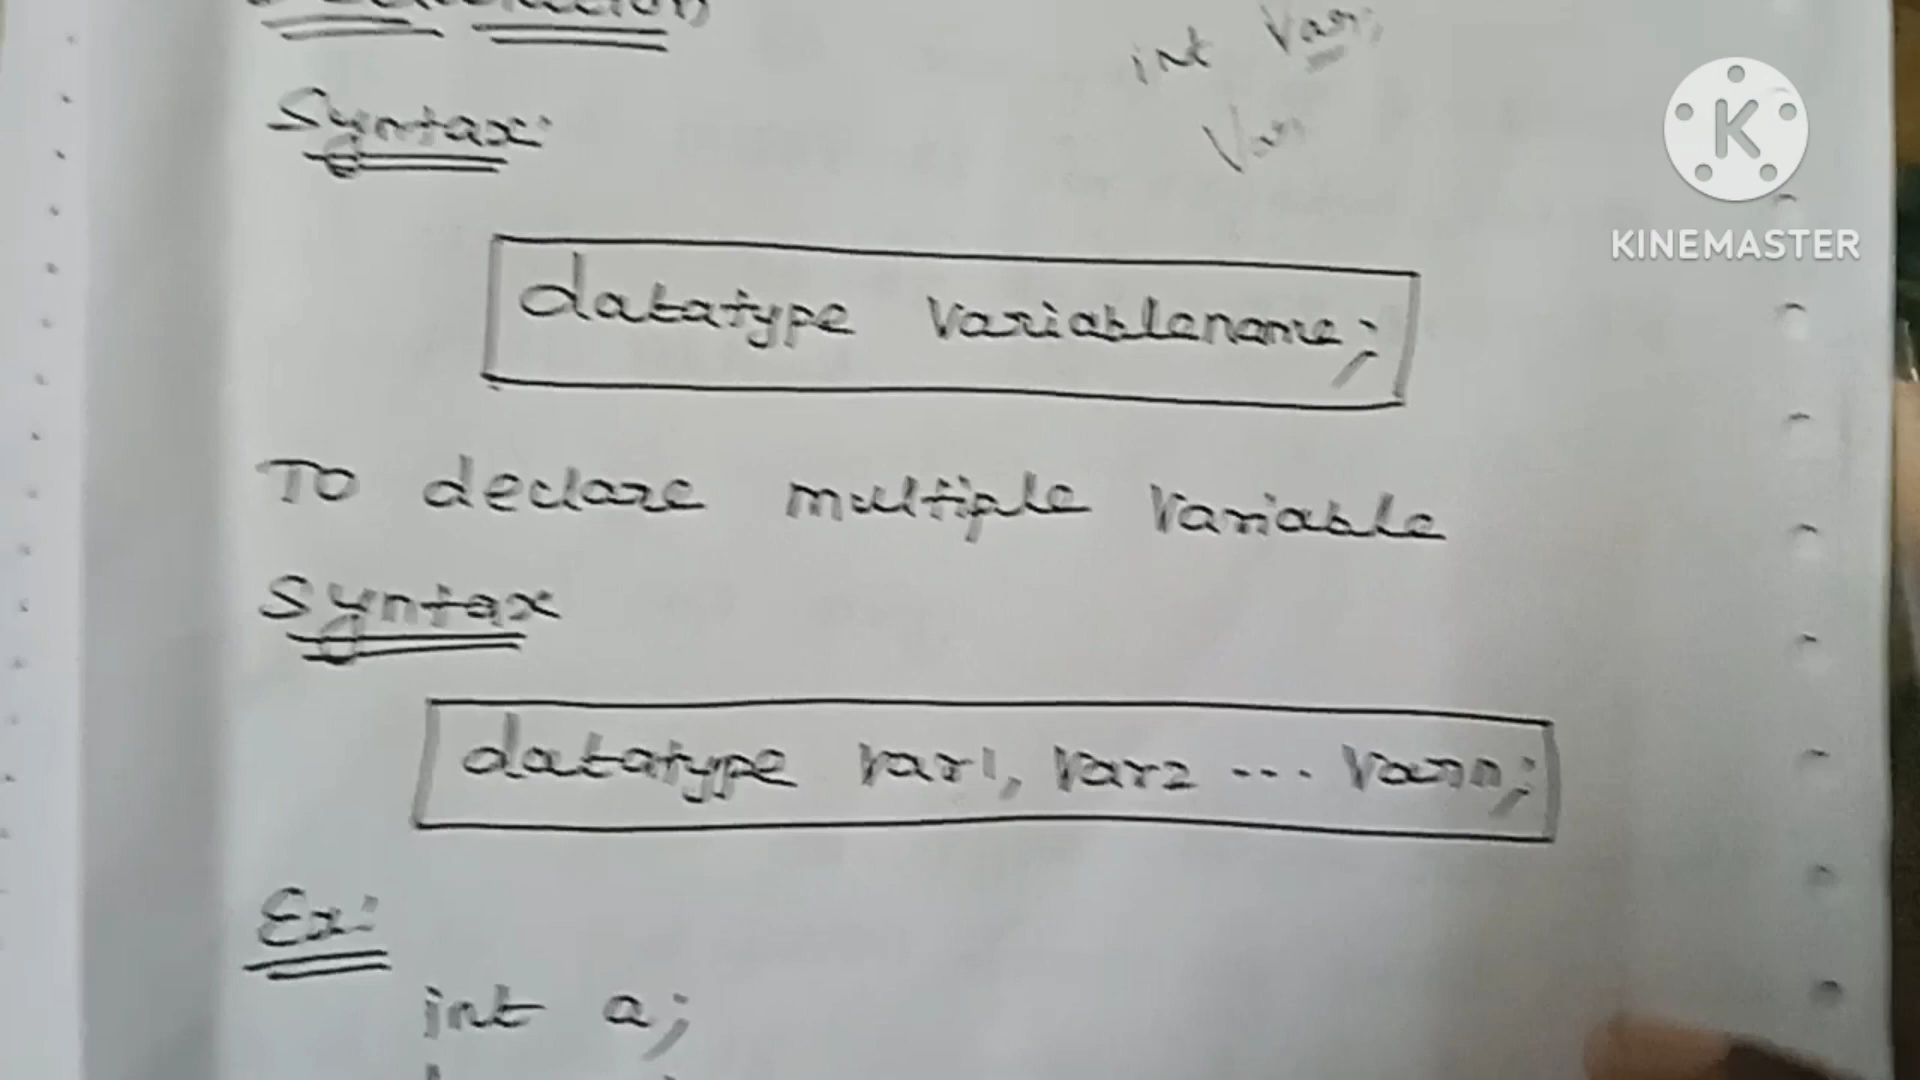 int Var;
Syntax:
Var
K
KINEMASTER
datatype Variablename;
To declare multiple Variable
Syntax
datatype var1, var2 ... Varn;
Ex:
int a;